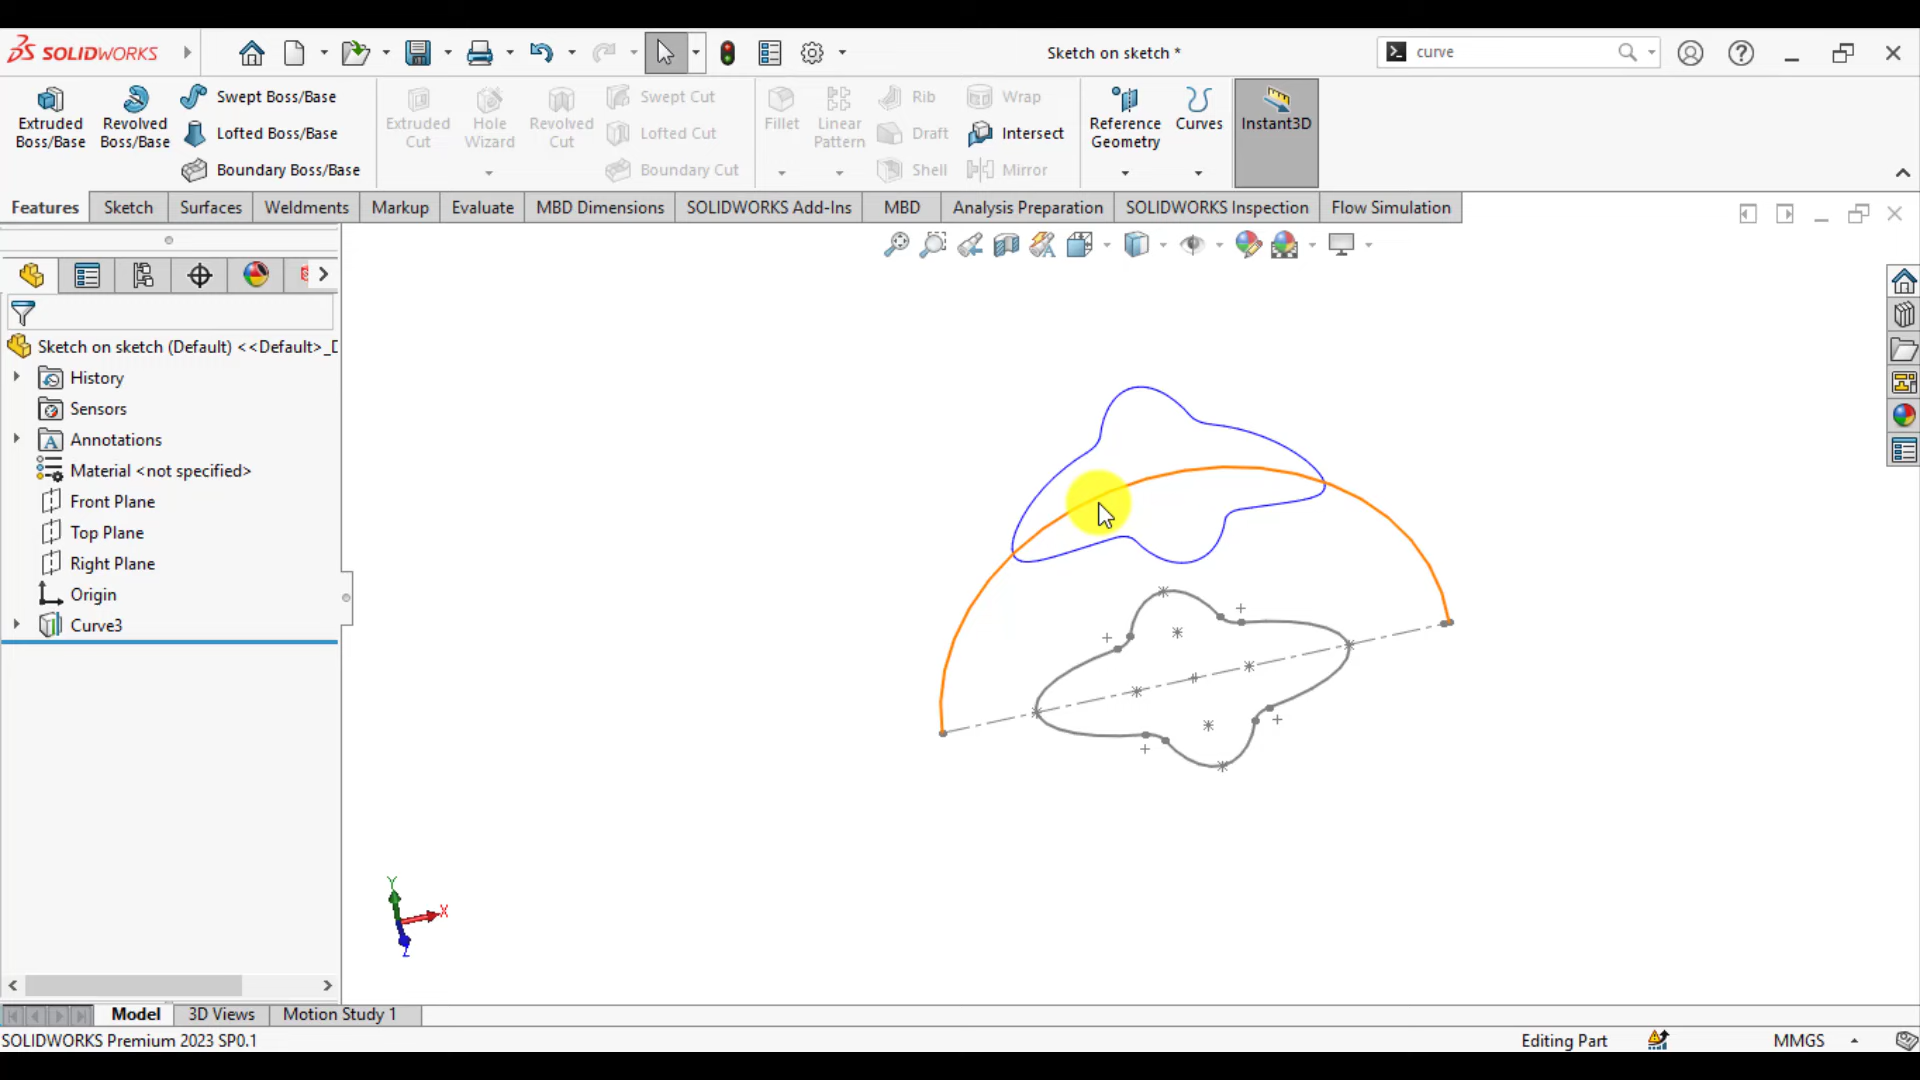 SOLIDWORKS
Sketch on sketch *
curve
Extruded Boss/Base
Revolved Boss/Base
Swept Boss/Base
Lofted Boss/Base
Boundary Boss/Base
Extruded Cut
Hole Wizard
Revolved Cut
Swept Cut
Lofted Cut
Boundary Cut
Fillet
Linear Pattern
Rib
Draft
Shell
Wrap
Intersect
Mirror
Reference Geometry
Curves
Instant3D
Features
Sketch
Surfaces
Weldments
Markup
Evaluate
MBD Dimensions
SOLIDWORKS Add-Ins
MBD
Analysis Preparation
SOLIDWORKS Inspection
Flow Simulation
Sketch on sketch (Default) <<Default>_D
History
Sensors
Annotations
Material <not specified>
Front Plane
Top Plane
Right Plane
Origin
Curve3
Y
X
Z
Model
3D Views
Motion Study 1
SOLIDWORKS Premium 2023 SP0.1
Editing Part
MMGS